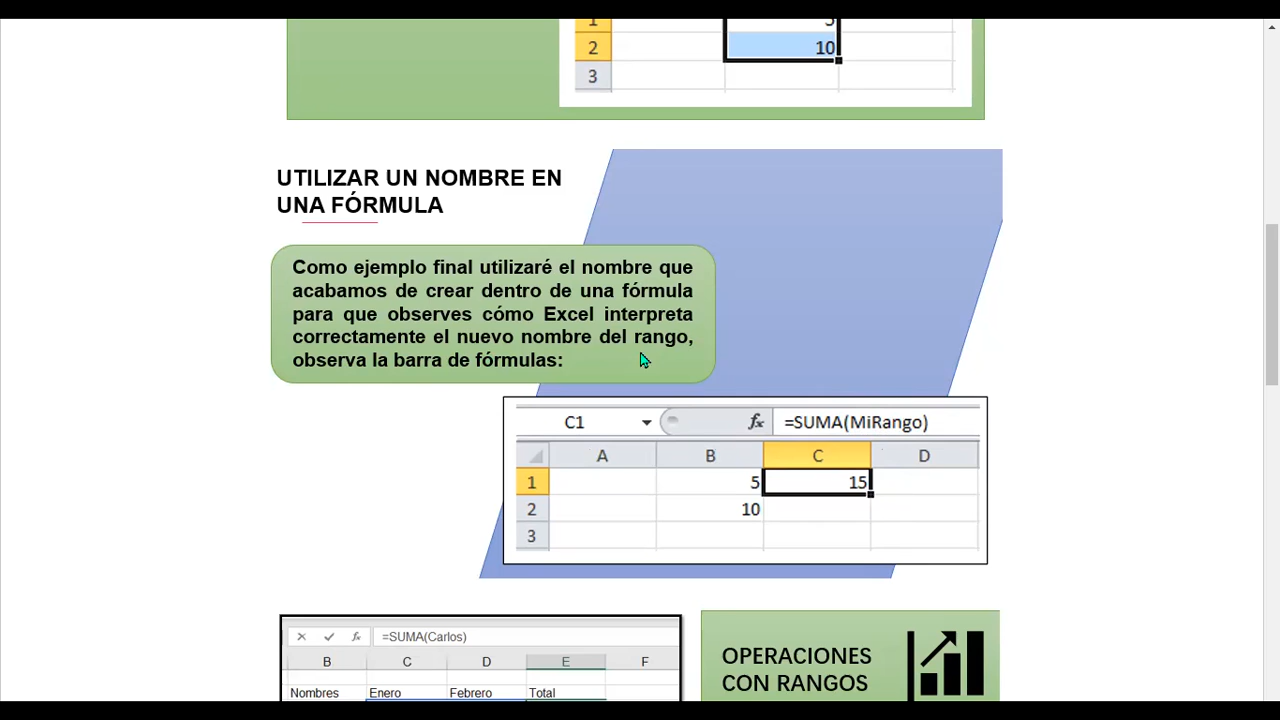 1 5
2 10
3
UTILIZAR UN NOMBRE EN
UNA FÓRMULA
Como ejemplo final utilizaré el nombre que
acabamos de crear dentro de una fórmula
para que observes cómo Excel interpreta
correctamente el nuevo nombre del rango,
observa la barra de fórmulas:
C1 fx =SUMA(MiRango)
A B C D
1 5 15
2 10
3
fx =SUMA(Carlos)
B C D E F
Nombres Enero Febrero Total
OPERACIONES
CON RANGOS